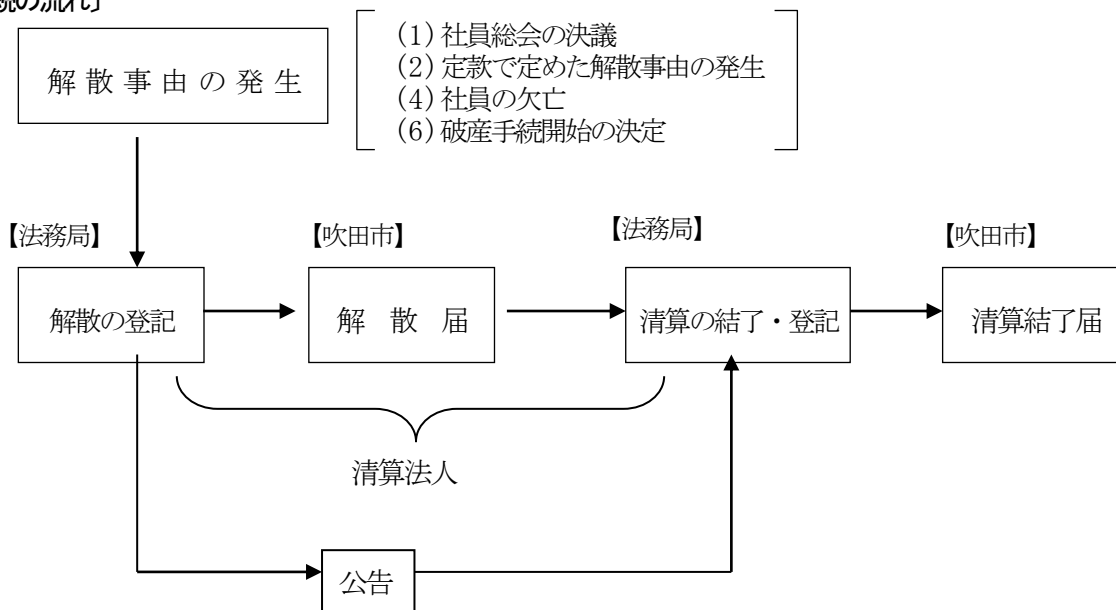 の流れ〕
解散事由の発生
(1)社員総会の決議
(2)定款で定めた解散事由の発生
(4)社員の欠亡
(6)破産手続開始の決定
【法務局】
【吹田市】
【法務局】
【吹田市】
解散の登記
解散届
清算の結了・登記
清算結了届
清算法人
公告